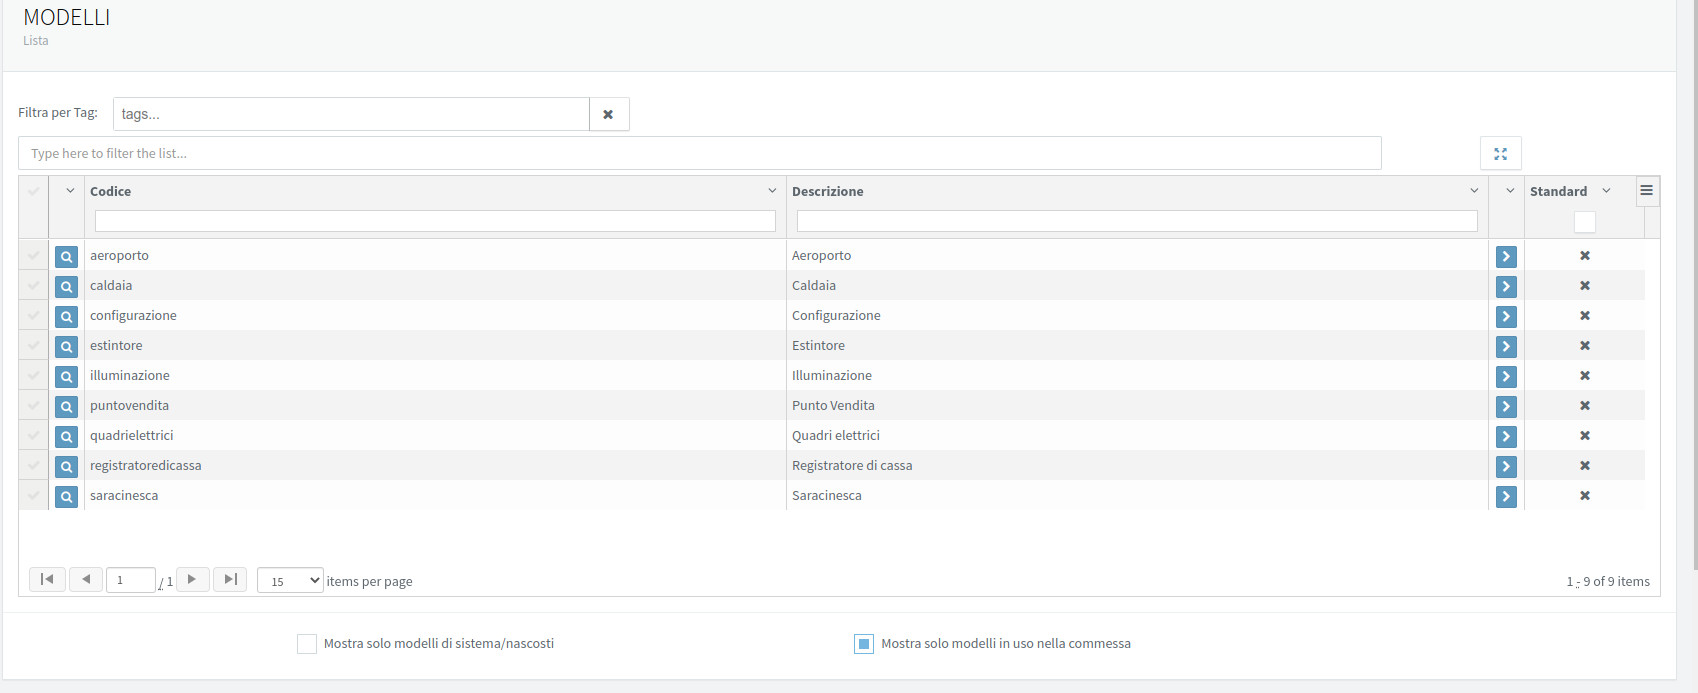 MODELLI
Lista
Filtra per Tag: tags...
Type here to filter the list...
Codice Descrizione Standard
aeroporto Aeroporto
caldaia Caldaia
configurazione Configurazione
estintore Estintore
illuminazione Illuminazione
puntovendita Punto Vendita
quadrielettrici Quadri elettrici
registratoredicassa Registratore di cassa
saracinesca Saracinesca
1 / 1 15 items per page 1 - 9 of 9 items
Mostra solo modelli di sistema/nascosti Mostra solo modelli in uso nella commessa